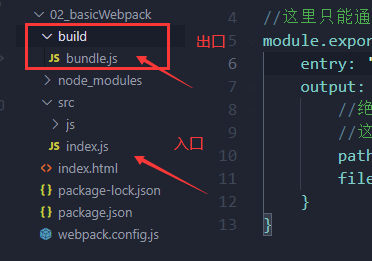 02_basicWebpack
build
出口
JS bundle.js
node_modules
src
js
JS index.js
入口
index.html
package-lock.json
package.json
webpack.config.js
4 //这里只能通
5 module.expor
6 entry: '
7 output:
8 //绝
9 //这
10 path
11 file
12 }
13 }